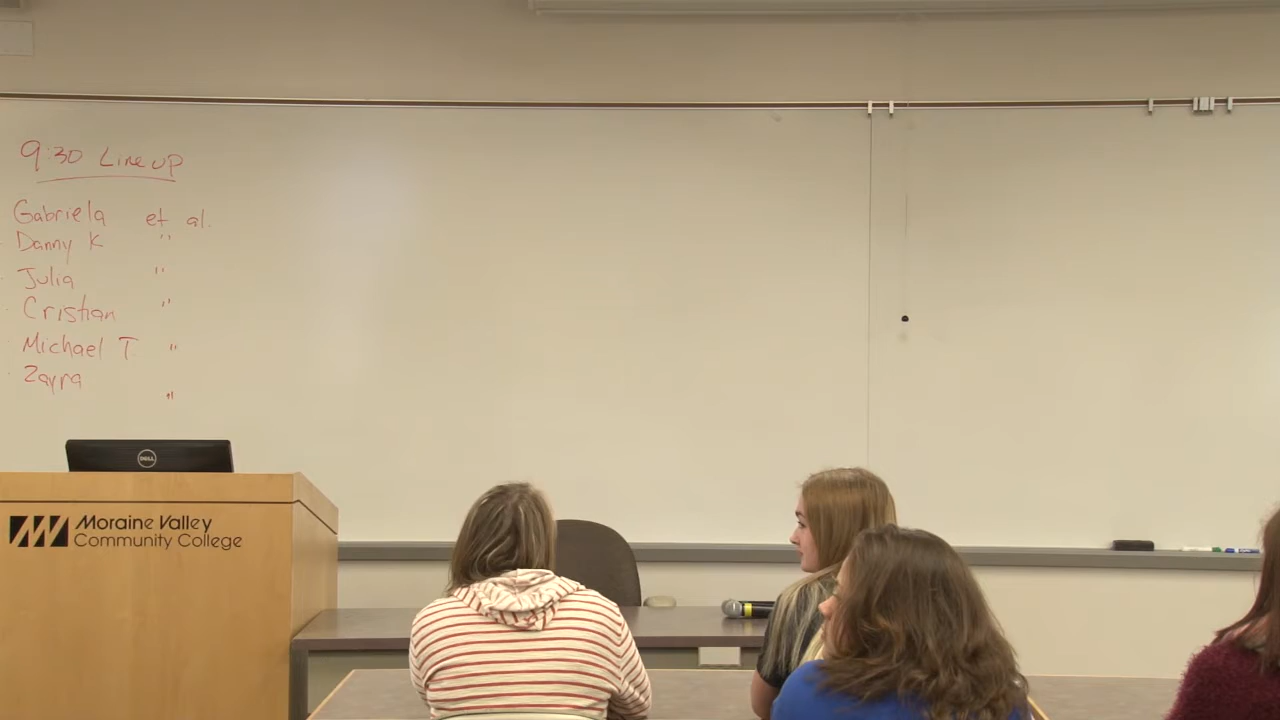 9:30 Line up
Gabriela et al.
Danny K "
Julia "
Cristian "
Michael T. "
Zayra "
DELL
Moraine Valley
Community College